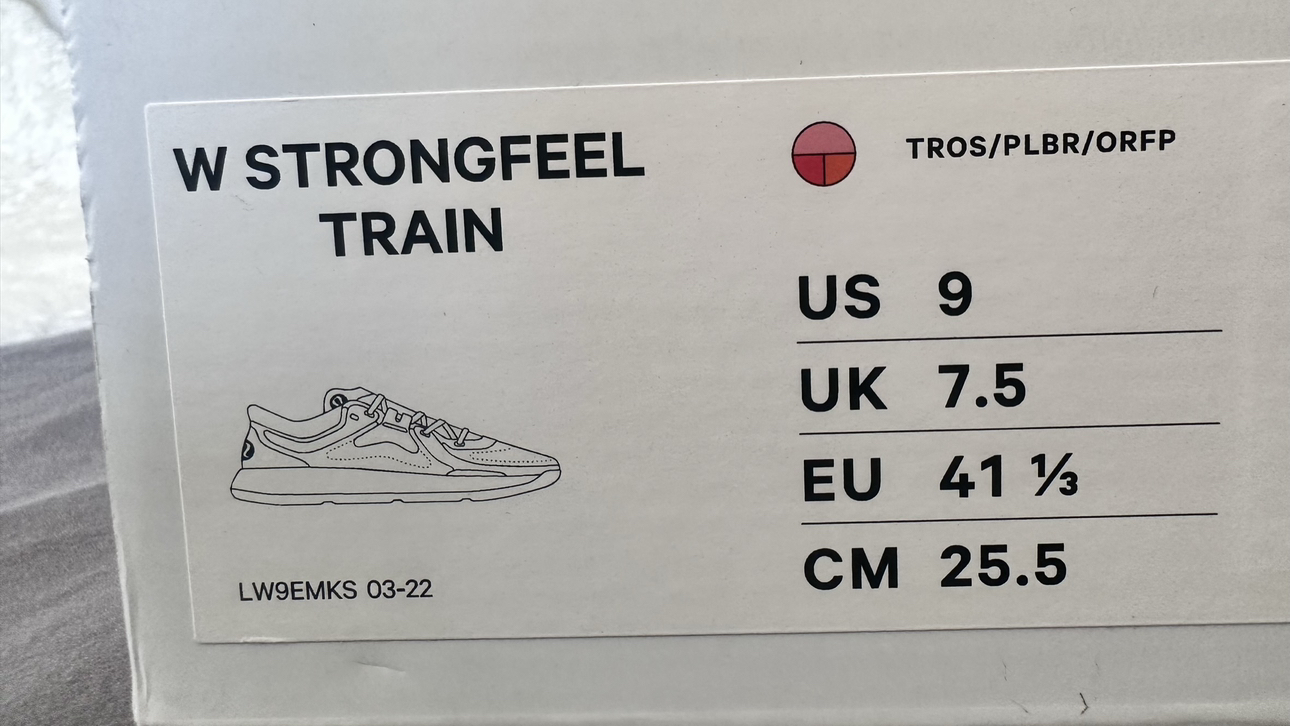 W STRONGFEEL
TRAIN
TROS/PLBR/ORFP
US 9
UK 7.5
EU 41 ⅓
CM 25.5
LW9EMKS 03-22